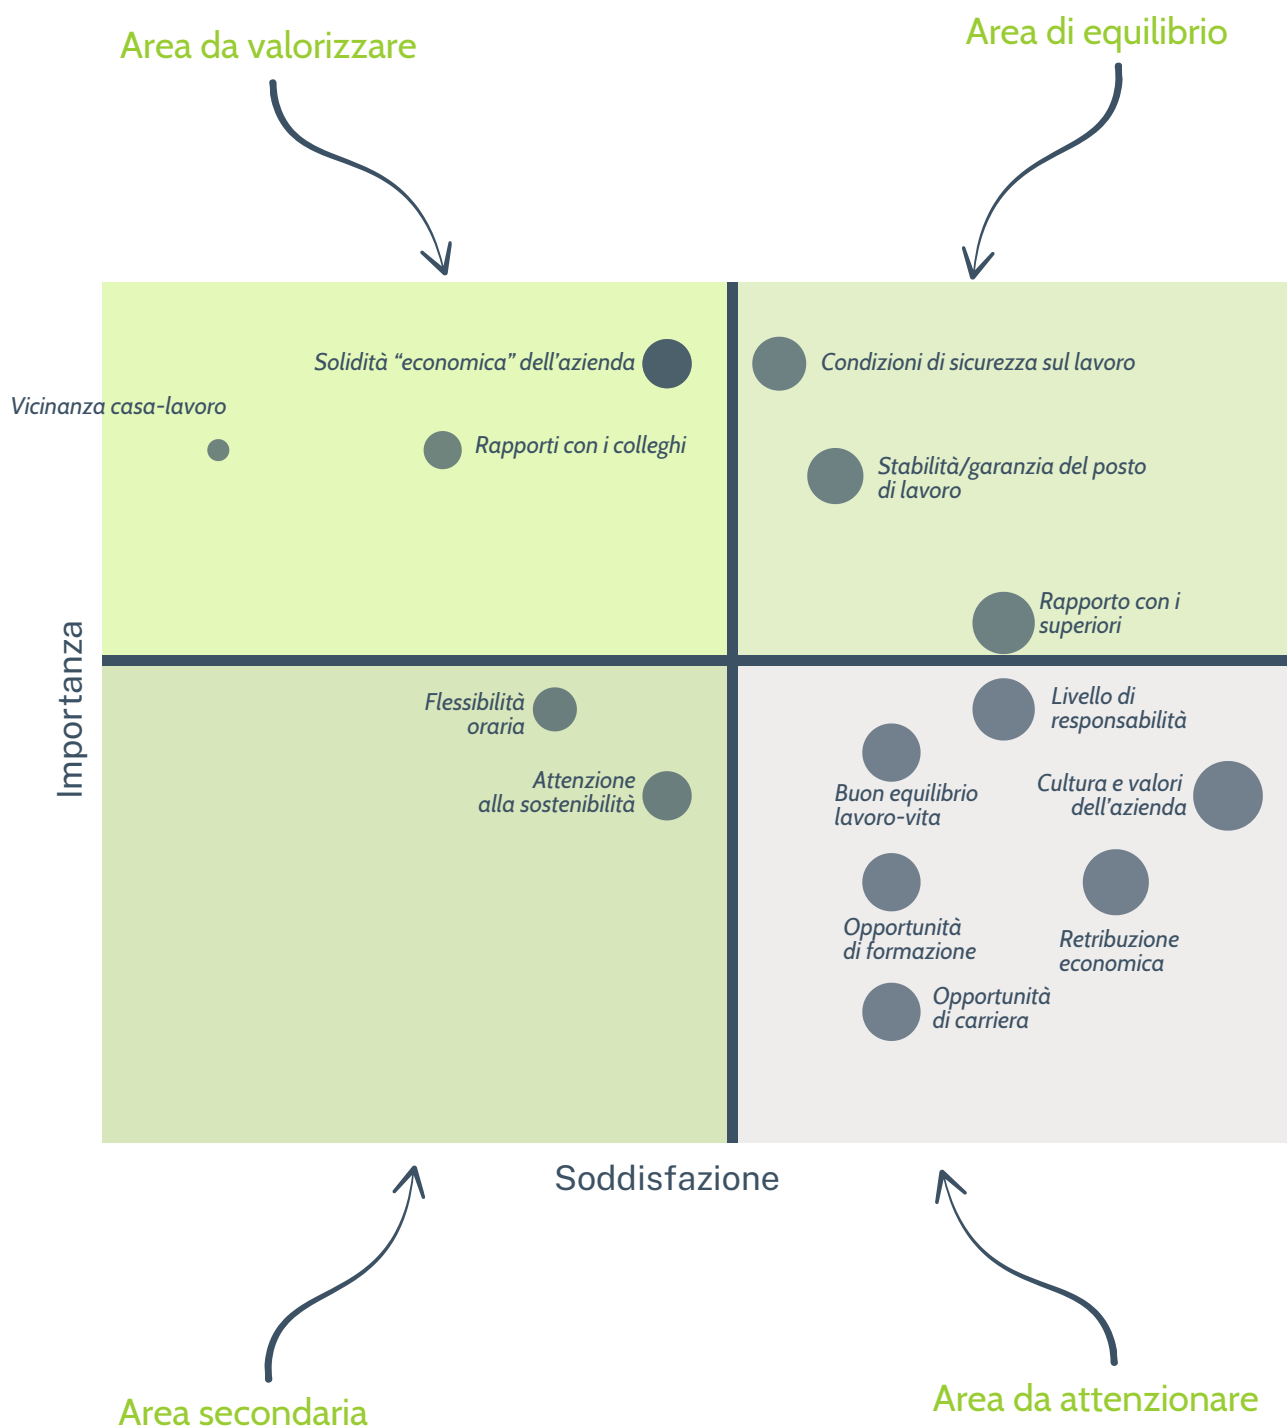 Area da valorizzare
Area di equilibrio
Solidità “economica” dell’azienda
Condizioni di sicurezza sul lavoro
Vicinanza casa-lavoro
Rapporti con i colleghi
Stabilità/garanzia del posto
di lavoro
Rapporto con i
superiori
Importanza
Flessibilità
oraria
Livello di
responsabilità
Attenzione
alla sostenibilità
Buon equilibrio
lavoro-vita
Cultura e valori
dell’azienda
Opportunità
di formazione
Retribuzione
economica
Opportunità
di carriera
Soddisfazione
Area secondaria
Area da attenzionare